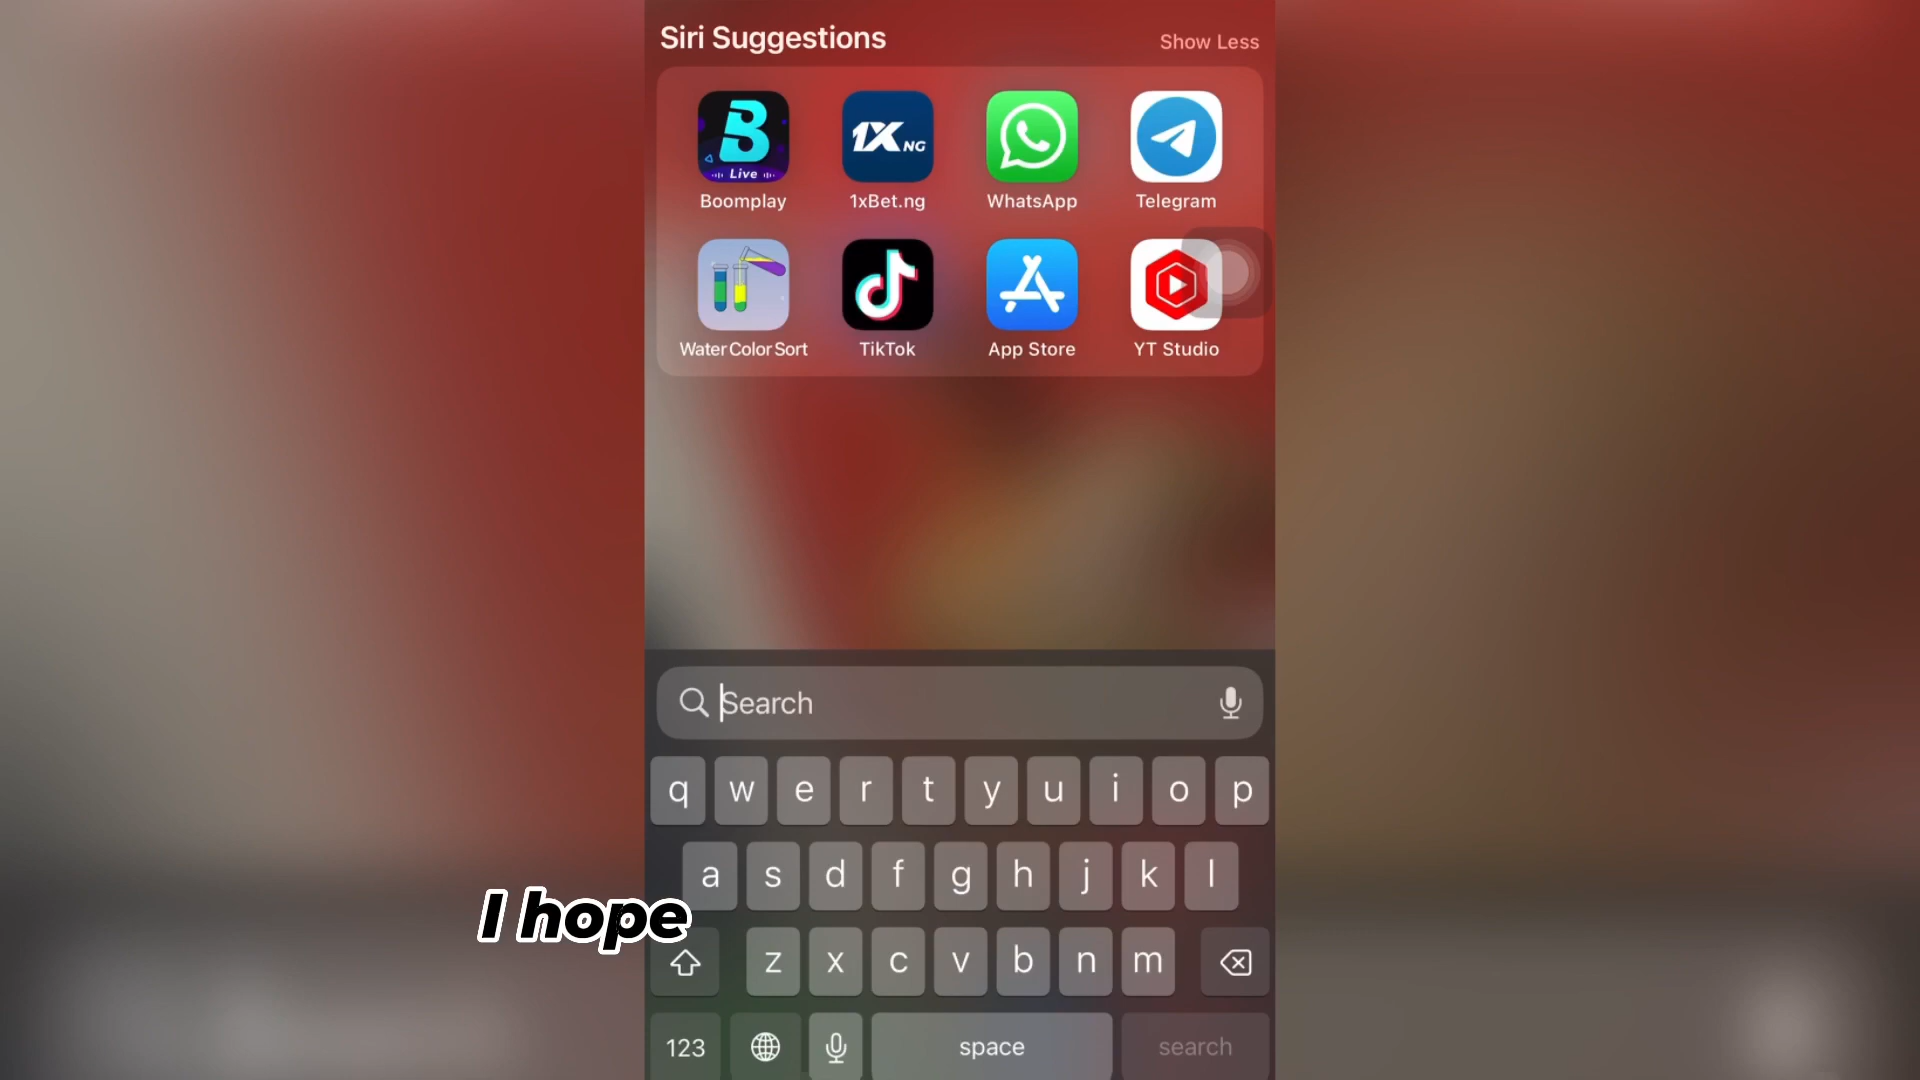 Siri Suggestions Show Less
B 1X NG
Live
Boomplay 1xBet.ng WhatsApp Telegram
Water Color Sort TikTok App Store YT Studio
Search
q w e r t y u i o p
a s d f g h j k l
I hope
z x c v b n m
123 space search